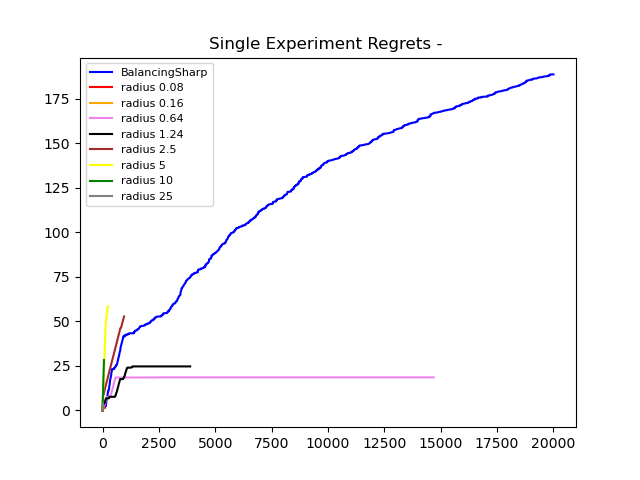 Single Experiment Regrets -
BalancingSharp
radius 0.08
radius 0.16
radius 0.64
radius 1.24
radius 2.5
radius 5
radius 10
radius 25
175
150
125
100
75
50
25
0
0 2500 5000 7500 10000 12500 15000 17500 20000